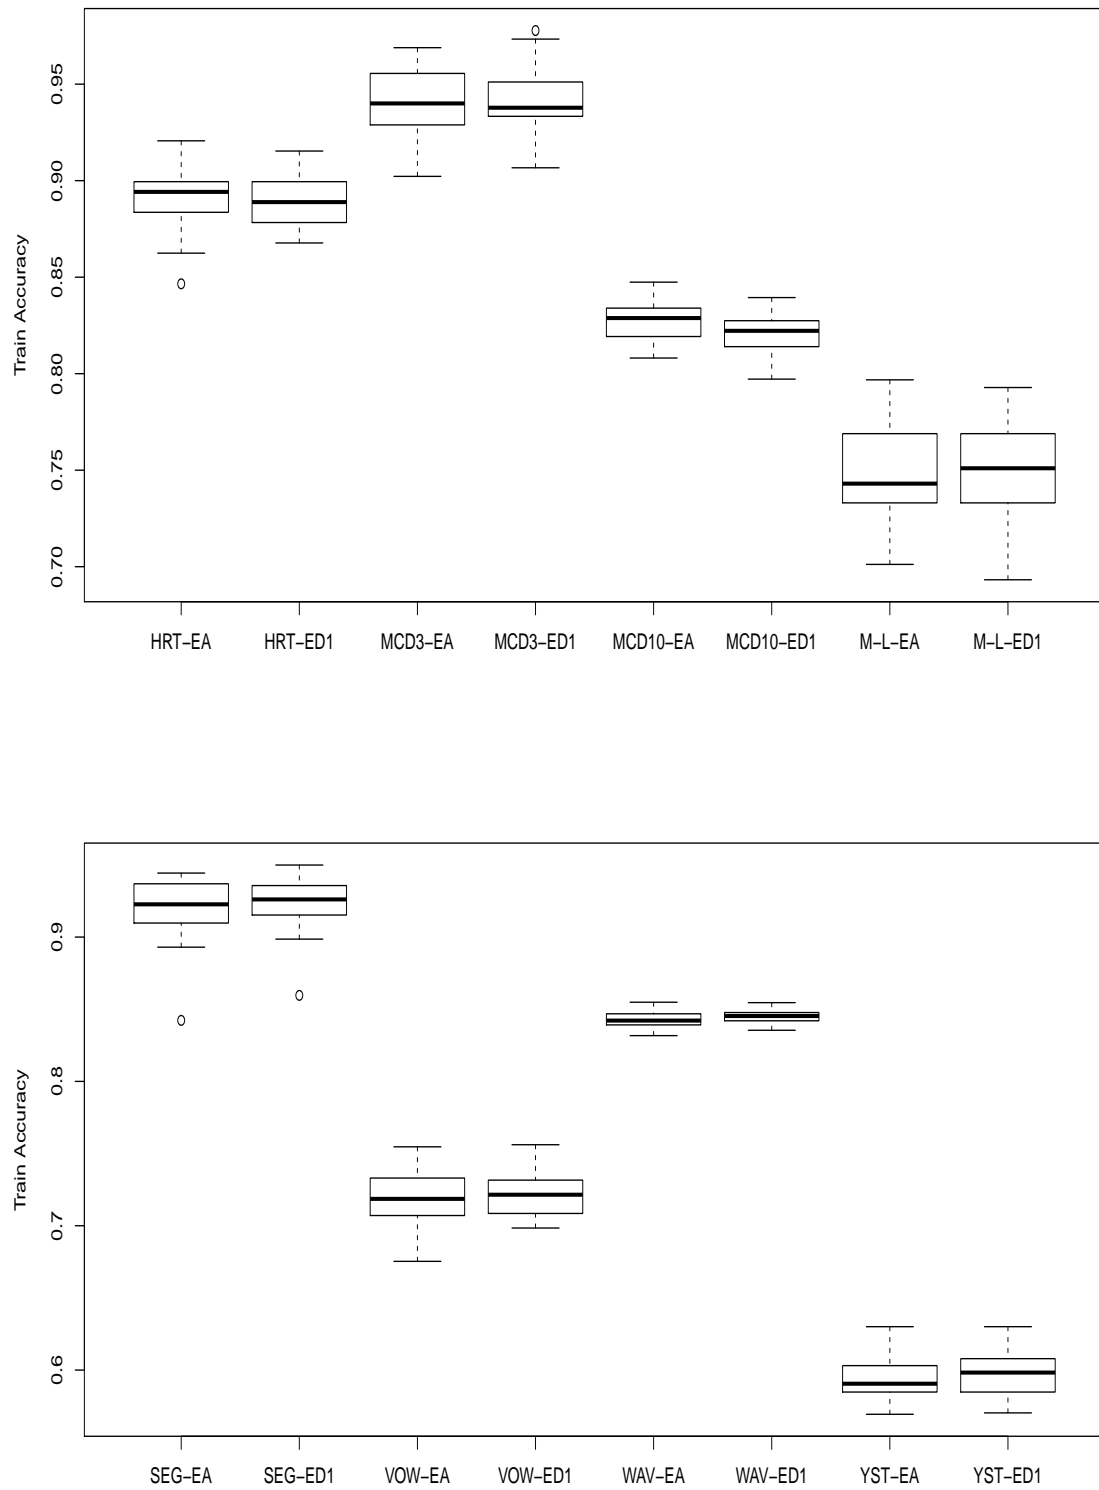 Train Accuracy
0.95
0.90
0.85
0.80
0.75
0.70
HRT−EA HRT−ED1 MCD3−EA MCD3−ED1 MCD10−EA MCD10−ED1 M−L−EA M−L−ED1
Train Accuracy
0.9
0.8
0.7
0.6
SEG−EA SEG−ED1 VOW−EA VOW−ED1 WAV−EA WAV−ED1 YST−EA YST−ED1